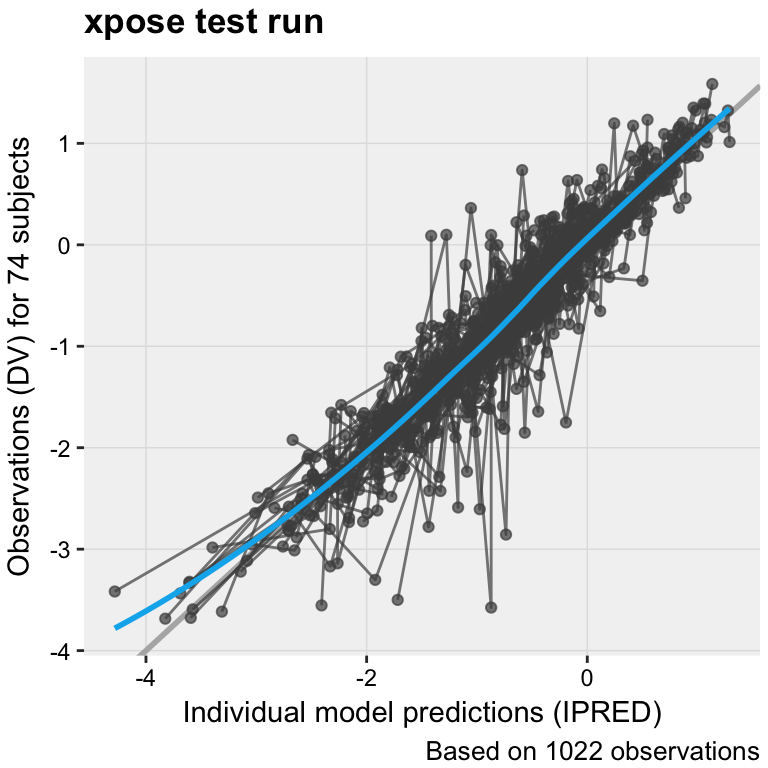 xpose test run
Observations (DV) for 74 subjects
1
0
-1
-2
-3
-4
-4 -2 0
Individual model predictions (IPRED)
Based on 1022 observations